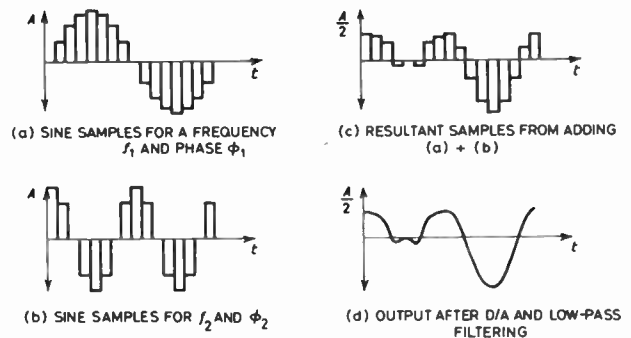 A
t
(a) SINE SAMPLES FOR A FREQUENCY
f1 AND PHASE ϕ1
A
t
(b) SINE SAMPLES FOR f2 AND ϕ2
A
2
t
(c) RESULTANT SAMPLES FROM ADDING
(a) + (b)
A
2
t
(d) OUTPUT AFTER D/A AND LOW-PASS
FILTERING